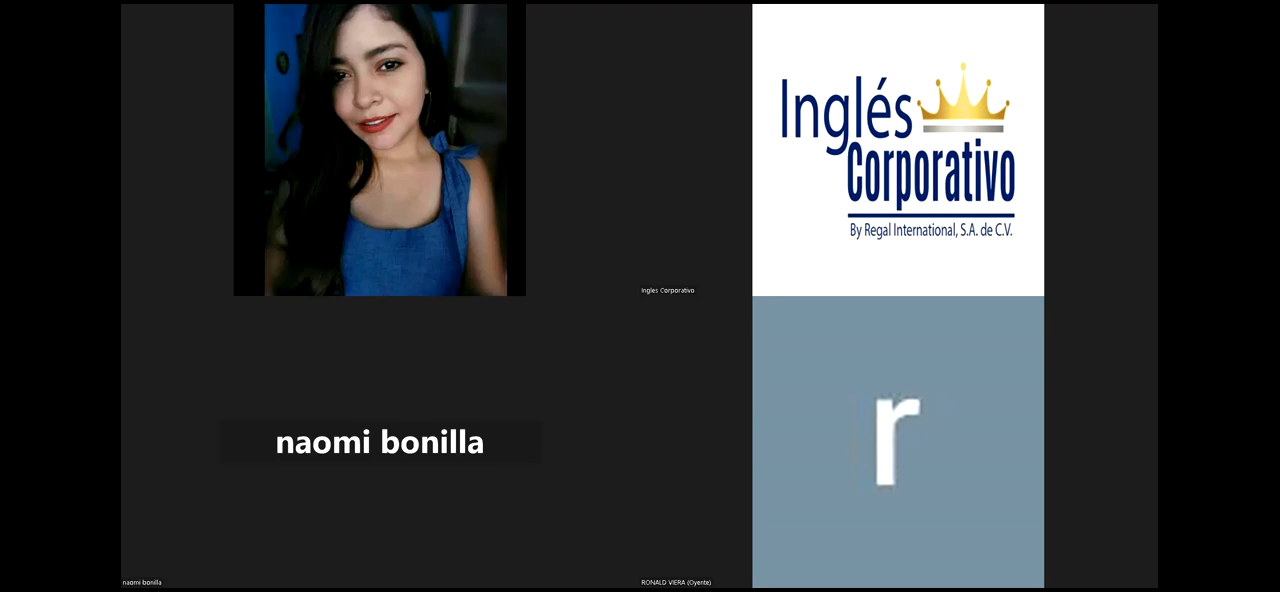 Inglés
Corporativo
By Regal International, S.A. de C.V.
Ingles Corporativo
naomi bonilla
r
naomi bonilla
RONALD VIERA (Oyente)